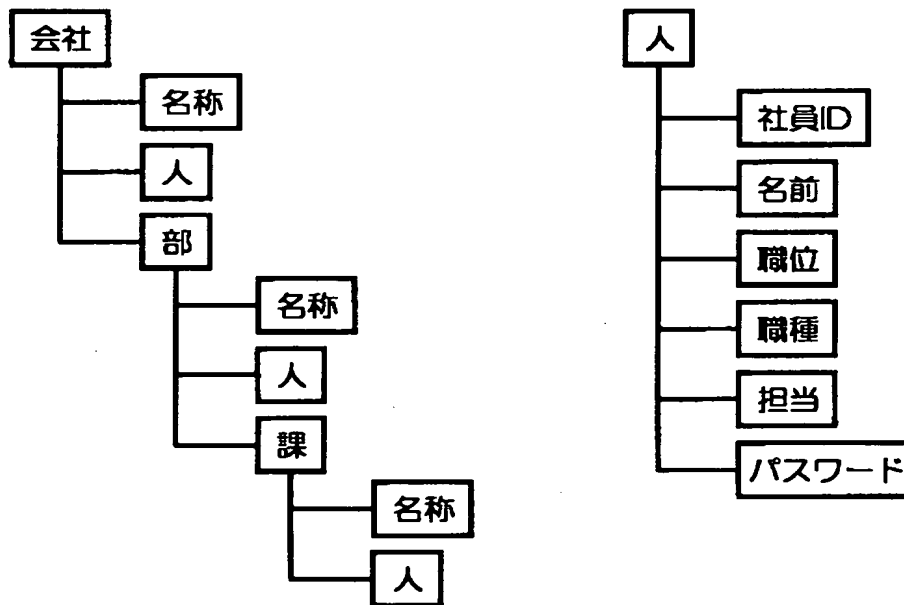 会社
名称
人
部
名称
人
課
名称
人
人
社員ID
名前
職位
職種
担当
パスワード